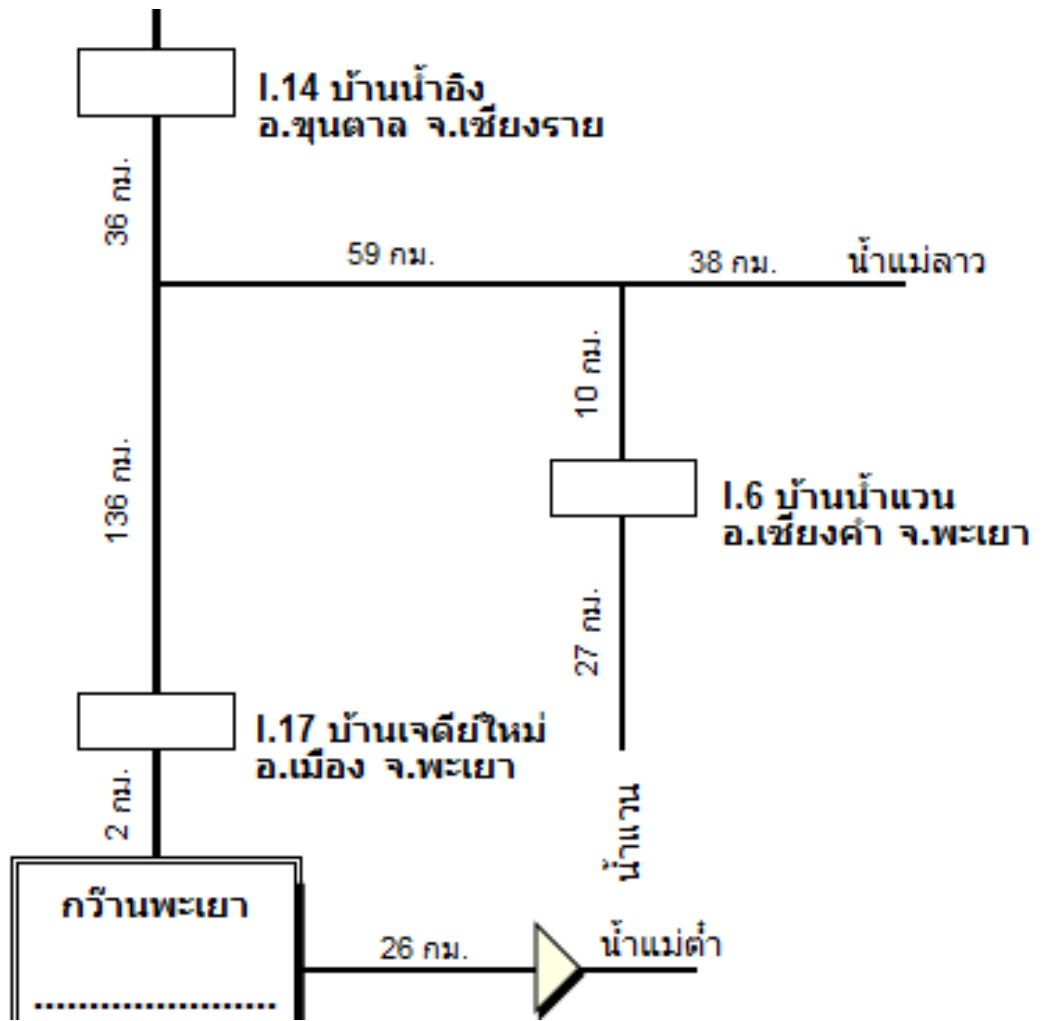 I.14 บ้านน้ำอิง
อ.ขุนตาล จ.เชียงราย
36 กม.
59 กม.
38 กม.
น้ำแม่ลาว
10 กม.
136 กม.
I.6 บ้านน้ำแวน
อ.เชียงคำ จ.พะเยา
27 กม.
I.17 บ้านเจดีย์ใหม่
อ.เมือง จ.พะเยา
2 กม.
น้ำแวน
กว๊านพะเยา
26 กม.
น้ำแม่ต๋ำ
......................